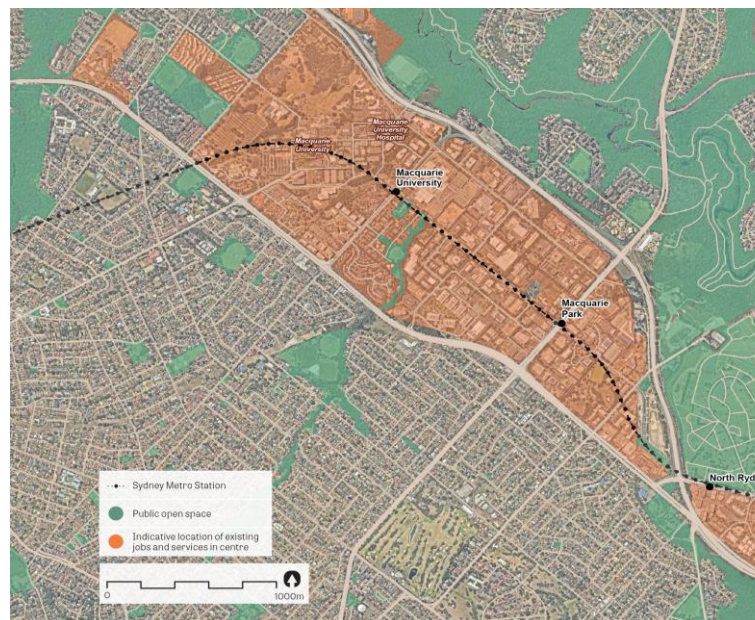 Macquarie
University
Hospital
Macquarie
University
Macquarie
University
Macquarie
Park
North Ryd
Sydney Metro Station
Public open space
Indicative location of existing
jobs and services in centre
0
1000m